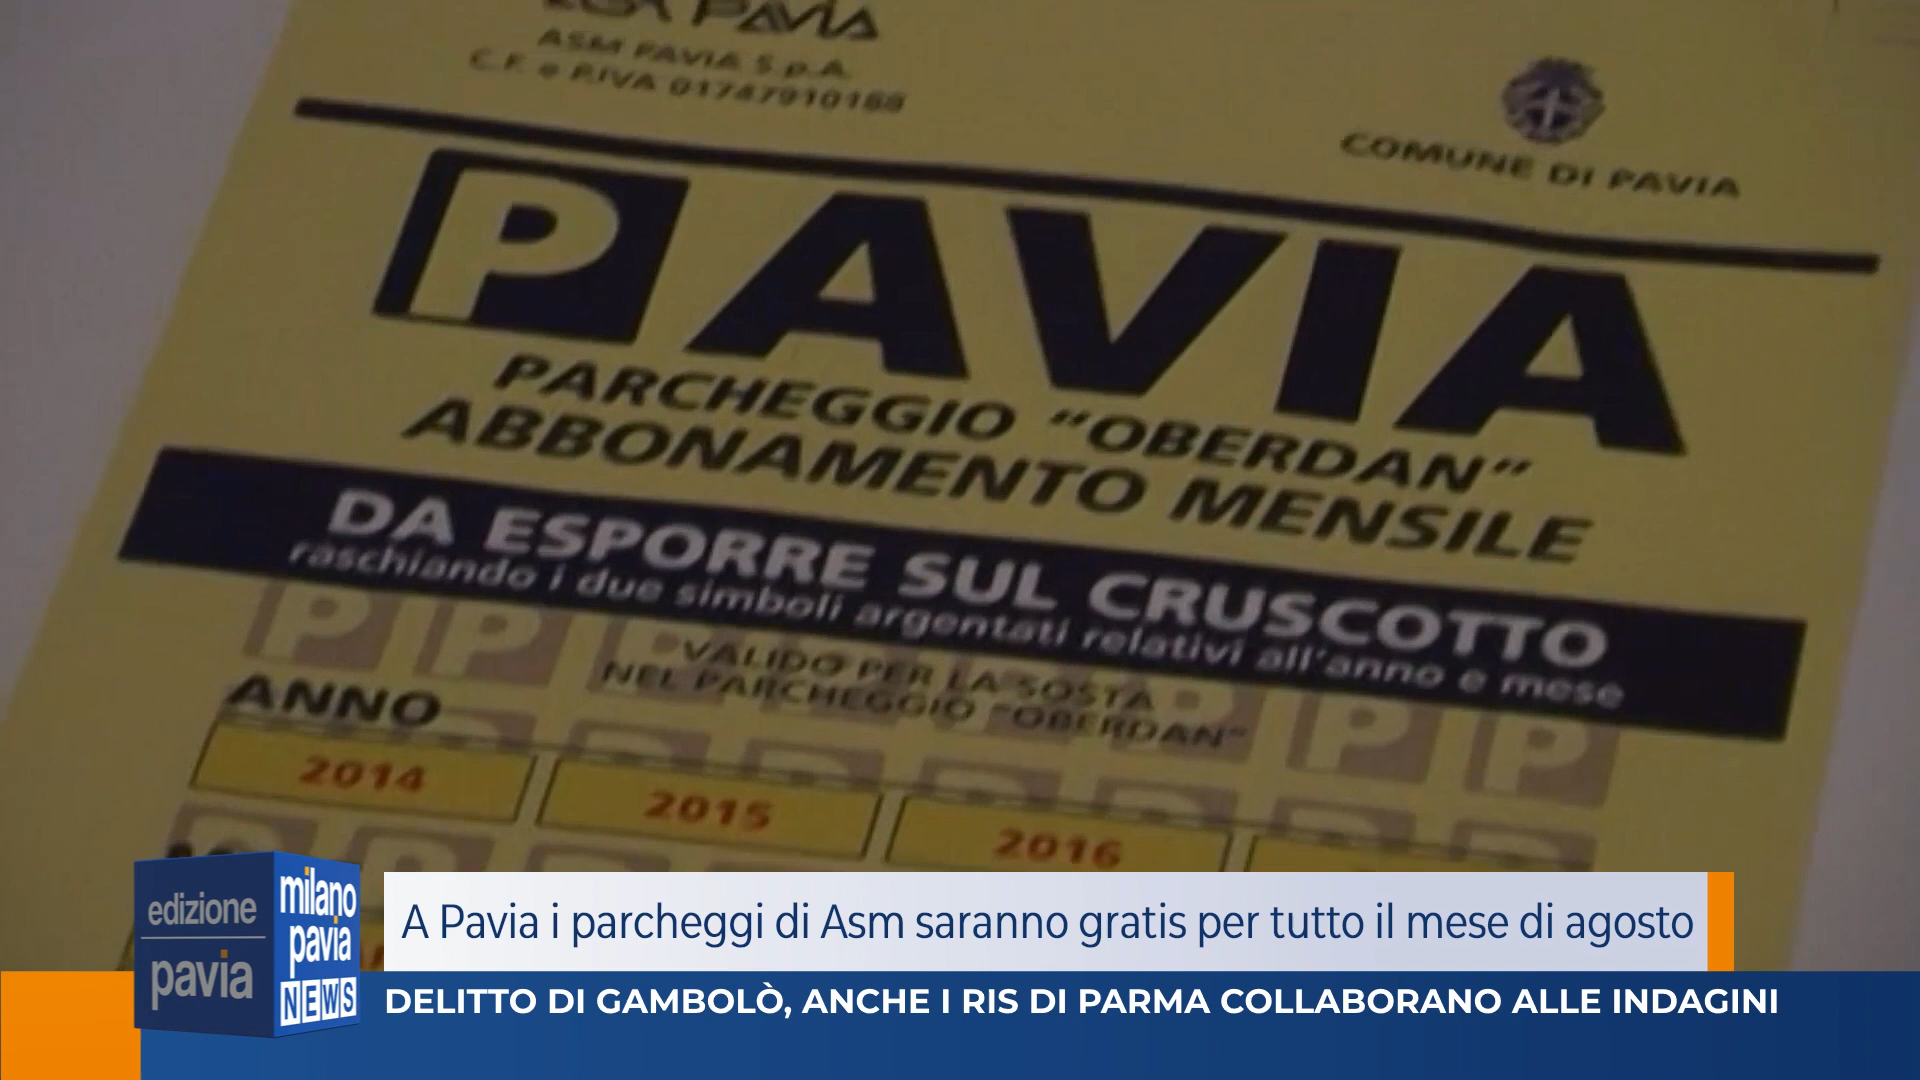 PAVIA
ASM PAVIA S.p.A.
C.F. e P.IVA 01747910188
COMUNE DI PAVIA
PAVIA
PARCHEGGIO “OBERDAN”
ABBONAMENTO MENSILE
DA ESPORRE SUL CRUSCOTTO
raschiando i due simboli argentati relativi all'anno e mese
VALIDO PER LA SOSTA
NEL PARCHEGGIO "OBERDAN"
ANNO
2014
2015
2016
edizione
pavia
milano
pavia
NEWS
A Pavia i parcheggi di Asm saranno gratis per tutto il mese di agosto
DELITTO DI GAMBOLÒ, ANCHE I RIS DI PARMA COLLABORANO ALLE INDAGINI